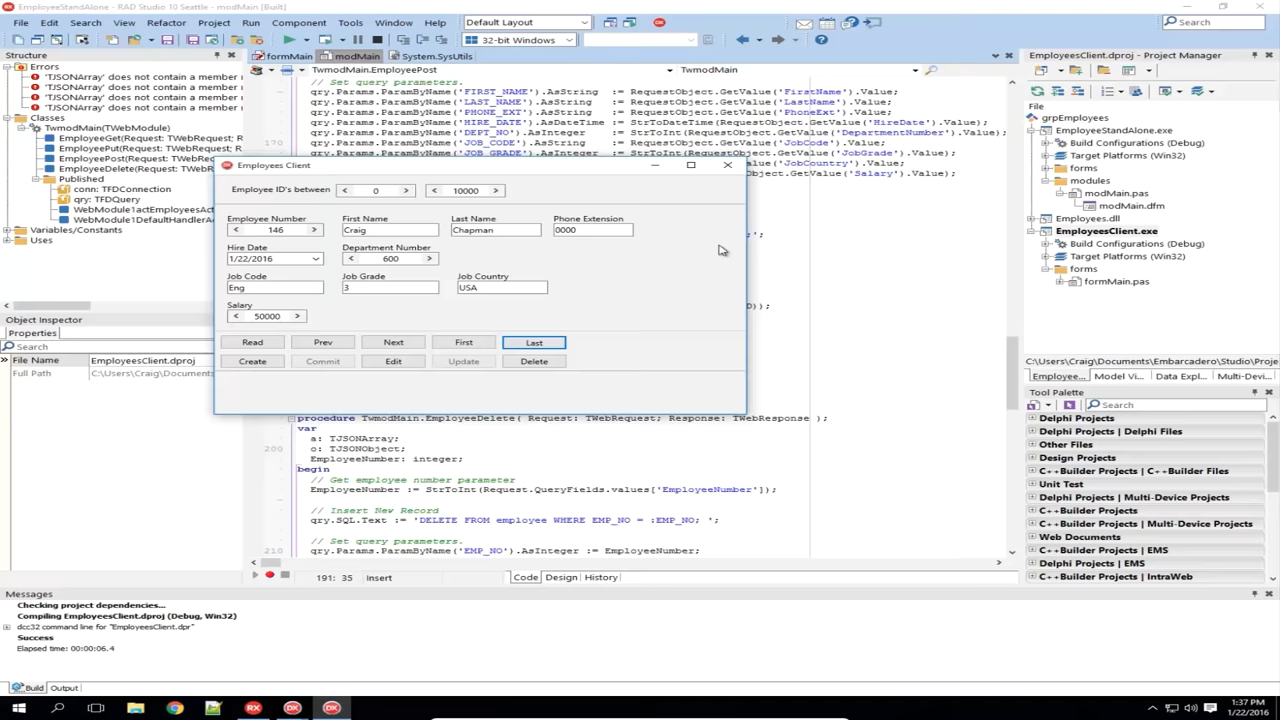 EmployeeStandAlone - RAD Studio 10 Seattle - modMain [Built]
File Edit Search View Refactor Project Run Component Tools Window Help Default Layout Search
32-bit Windows
Structure
Errors
'TJSONArray' does not contain a member
'TJSONArray' does not contain a member
'TJSONArray' does not contain a member
'TJSONArray' does not contain a member
Classes
TwmodMain(TWebModule)
EmployeeGet(Request: TWebRequest; R
EmployeePut(Request: TWebRequest; Re
EmployeePost(Request: TWebRequest; R
EmployeeDelete(Request: TWebRequest;
Published
conn: TFDConnection
qry: TFDQuery
WebModule1actEmployeesAct
WebModule1DefaultHandlerAc
Variables/Constants
Uses
Object Inspector
Properties
Search
File Name EmployeesClient.dproj
Full Path C:\Users\Craig\Documents
formMain modMain System.SysUtils
TwmodMain.EmployeePost TwmodMain
// Set query parameters.
qry.Params.ParamByName('FIRST_NAME').AsString := RequestObject.GetValue('FirstName').Value;
qry.Params.ParamByName('LAST_NAME').AsString := RequestObject.GetValue('LastName').Value;
qry.Params.ParamByName('PHONE_EXT').AsString := RequestObject.GetValue('PhoneExt').Value;
qry.Params.ParamByName('HIRE_DATE').AsDateTime := StrToDateTime(RequestObject.GetValue('HireDate').Value);
qry.Params.ParamByName('DEPT_NO').AsInteger := StrToInt(RequestObject.GetValue('DepartmentNumber').Value);
170 qry.Params.ParamByName('JOB_CODE').AsString := RequestObject.GetValue('JobCode').Value;
qry.Params.ParamByName('JOB_GRADE').AsInteger := StrToInt(RequestObject.GetValue('JobGrade').Value);
'JobCountry').Value;
'Salary').Value);
Employees Client
Employee ID's between < 0 > < 10000 >
Employee Number First Name Last Name Phone Extension
< 146 > Craig Chapman 0000
Hire Date Department Number
1/22/2016 < 600 >
Job Code Job Grade Job Country
Eng 3 USA
Salary
< 50000 >
Read Prev Next First Last
Create Commit Edit Update Delete
';
));
procedure TwmodMain.EmployeeDelete( Request: TWebRequest; Response: TWebResponse );
var
a: TJSONArray;
200 o: TJSONObject;
EmployeeNumber: integer;
begin
// Get employee number parameter
EmployeeNumber := StrToInt(Request.QueryFields.values['EmployeeNumber']);
// Insert New Record
qry.SQL.Text := 'DELETE FROM employee WHERE EMP_NO = :EMP_NO; ';
// Set query parameters.
210 qry.Params.ParamByName('EMP_NO').AsInteger := EmployeeNumber;
191: 35 Insert Code Design History
EmployeesClient.dproj - Project Manager
File
grpEmployees
EmployeeStandAlone.exe
Build Configurations (Debug)
Target Platforms (Win32)
forms
modules
modMain.pas
modMain.dfm
Employees.dll
EmployeesClient.exe
Build Configurations (Debug)
Target Platforms (Win32)
forms
formMain.pas
C:\Users\Craig\Documents\Embarcadero\Studio\Proje
Employee... Model Vi... Data Expl... Multi-Devi...
Tool Palette
Search
Delphi Projects
Delphi Projects | Delphi Files
Other Files
Design Projects
C++Builder Projects | C++Builder Files
Unit Test
Delphi Projects | Multi-Device Projects
C++Builder Projects
C++Builder Projects | Multi-Device Projects
Web Documents
C++Builder Projects | EMS
Delphi Projects | EMS
C++Builder Projects | IntraWeb
Messages
Checking project dependencies...
Compiling EmployeesClient.dproj (Debug, Win32)
dcc32 command line for "EmployeesClient.dpr"
Success
Elapsed time: 00:00:06.4
Build Output
1:37 PM
1/22/2016